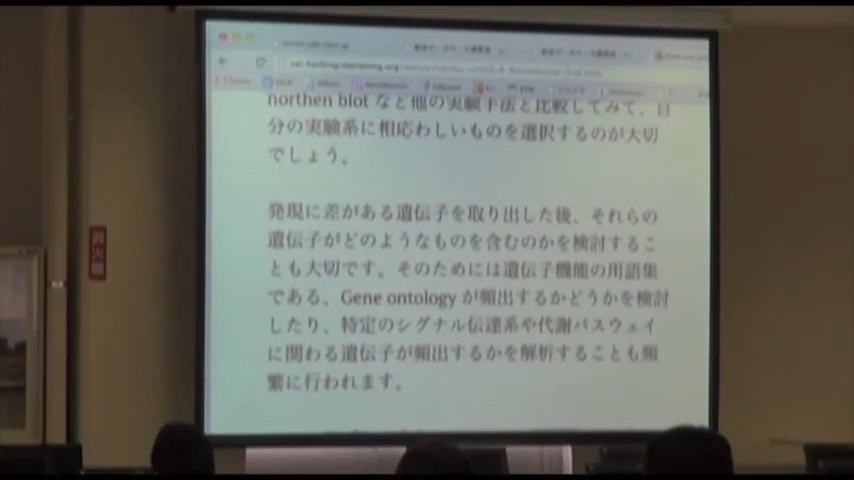 northen blot など他の実験手法と比較してみて、自
分の実験系に相応わしいものを選択するのが大切
でしょう。
発現に差がある遺伝子を取り出した後、それらの
遺伝子がどのようなものを含むのかを検討するこ
とも大切です。そのためには遺伝子機能の用語集
である、Gene ontology が頻出するかどうかを検討
したり、特定のシグナル伝達系や代謝パスウェイ
に関わる遺伝子が頻出するかを解析することも頻
繁に行われます。
消火器